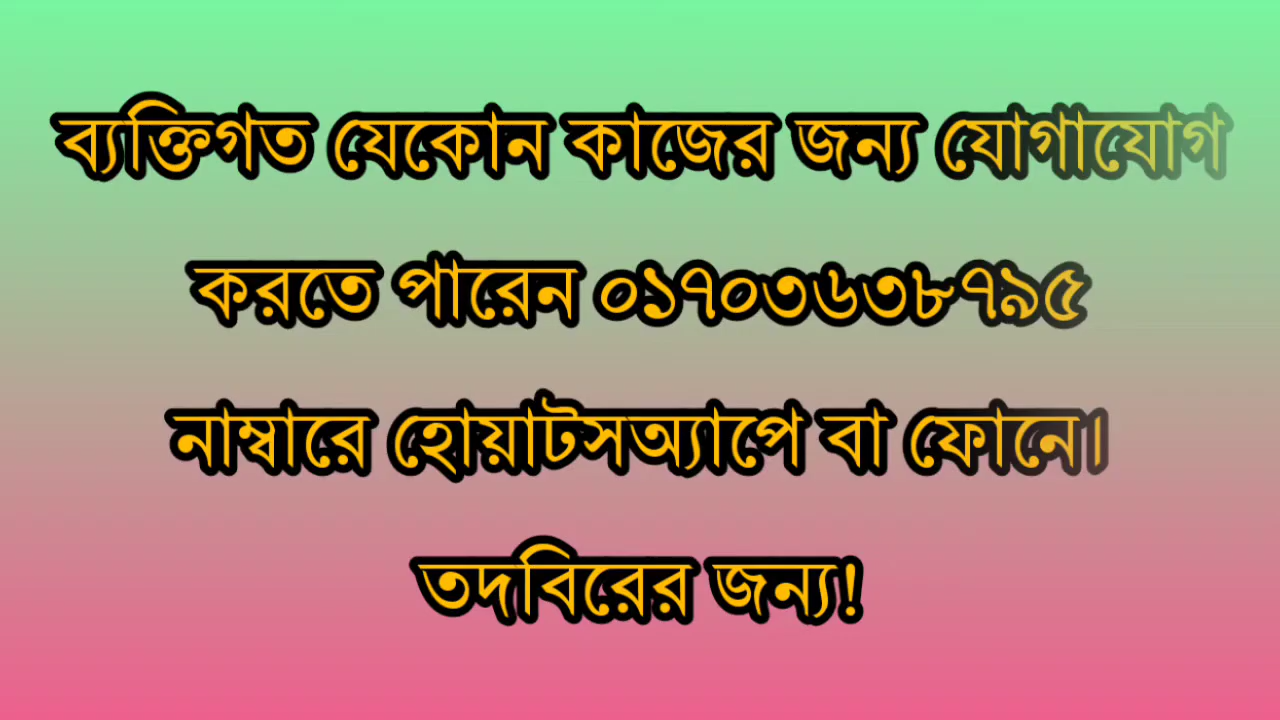 ব্যক্তিগত যেকোন কাজের জন্য যোগাযোগ
করতে পারেন ০১৭০৩৬৩৮৭৯৫
নাম্বারে হোয়াটসঅ্যাপে বা ফোনে।
তদবিরের জন্য!